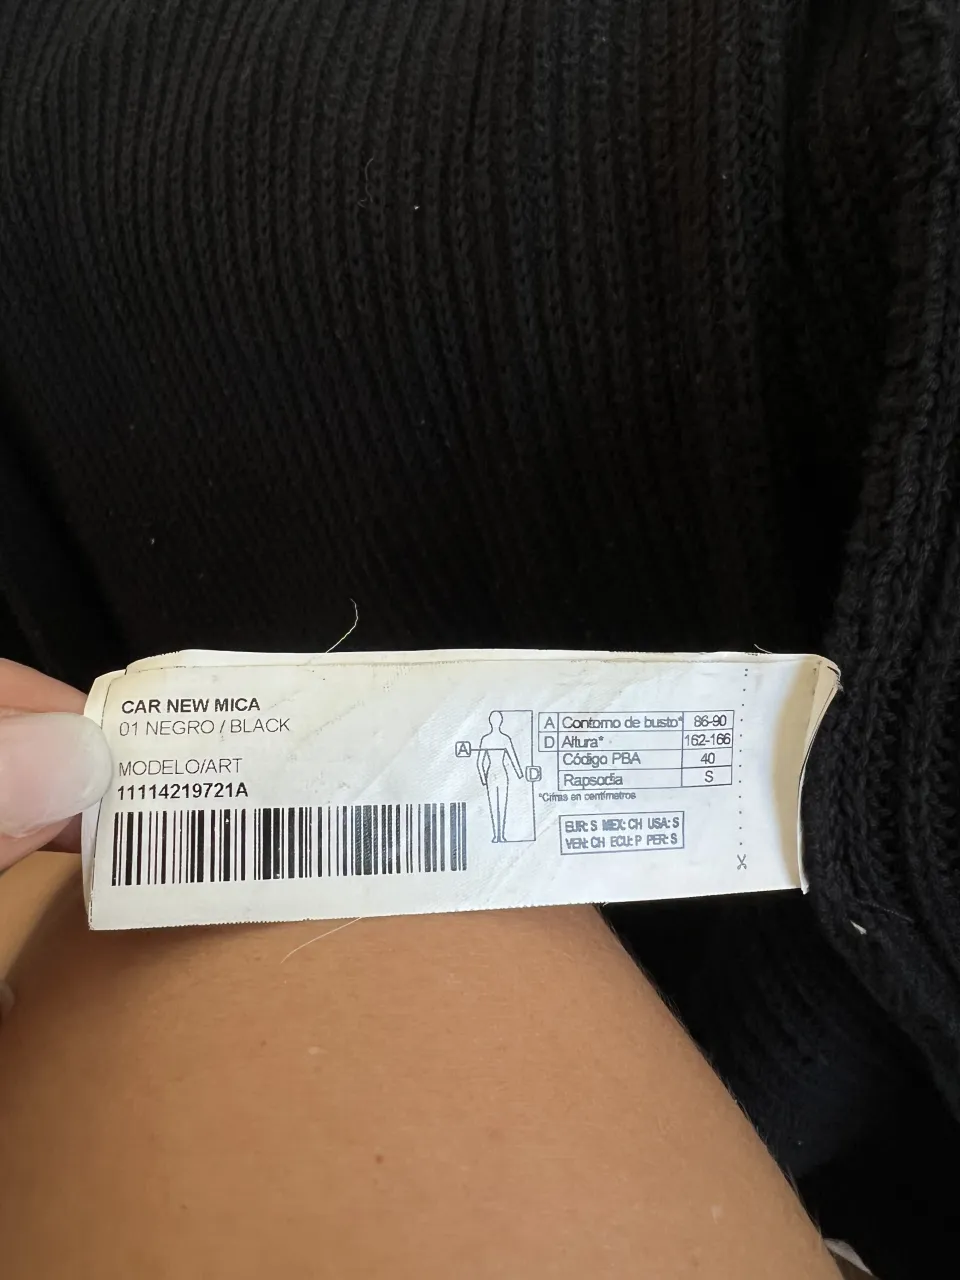 CAR NEW MICA
01 NEGRO / BLACK
MODELO/ART
11114219721A
A
D
A Contorno de busto* 86-90
D Altura* 162-166
Código PBA 40
Rapsodia S
*Cifras en centímetros
EUR: S MEX: CH USA: S
VEN: CH ECU: P PER: S